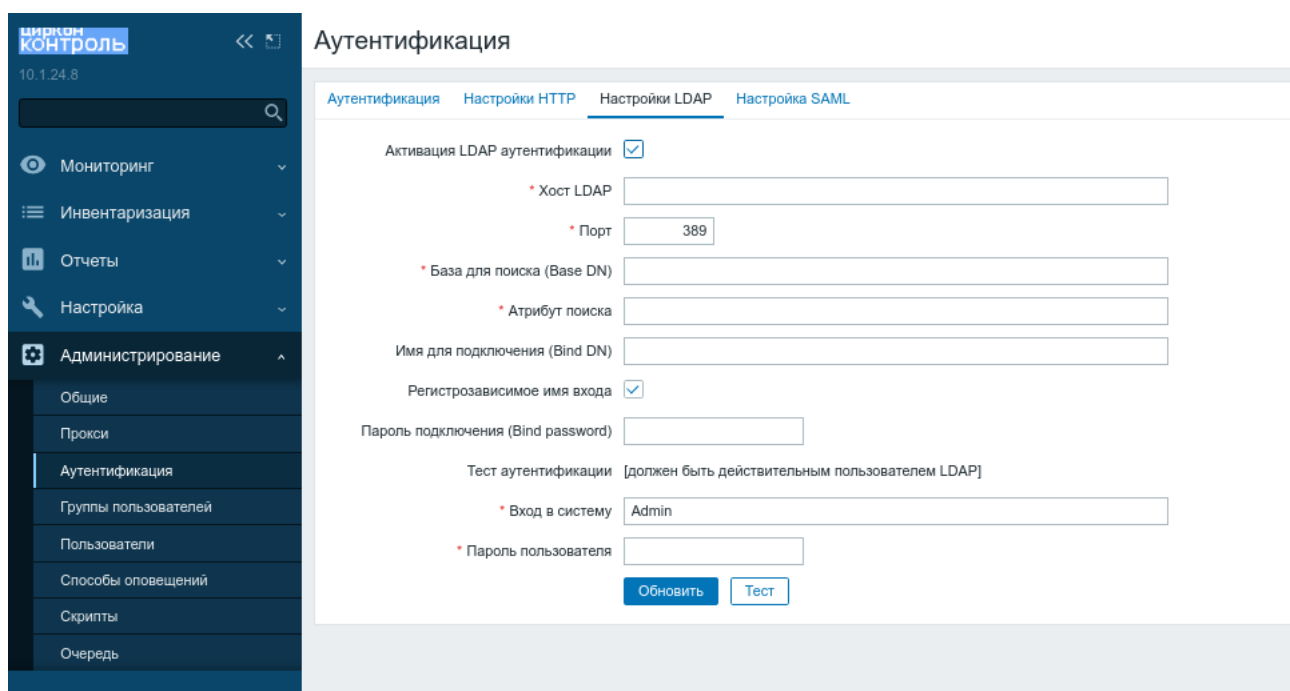 циркон
контроль
10.1.24.8
Мониторинг
Инвентаризация
Отчеты
Настройка
Администрирование
Общие
Прокси
Аутентификация
Группы пользователей
Пользователи
Способы оповещений
Скрипты
Очередь
Аутентификация
Аутентификация Настройки HTTP Настройки LDAP Настройка SAML
Активация LDAP аутентификации
* Хост LDAP
* Порт 389
* База для поиска (Base DN)
* Атрибут поиска
Имя для подключения (Bind DN)
Регистрозависимое имя входа
Пароль подключения (Bind password)
Тест аутентификации [должен быть действительным пользователем LDAP]
* Вход в систему Admin
* Пароль пользователя
Обновить Тест